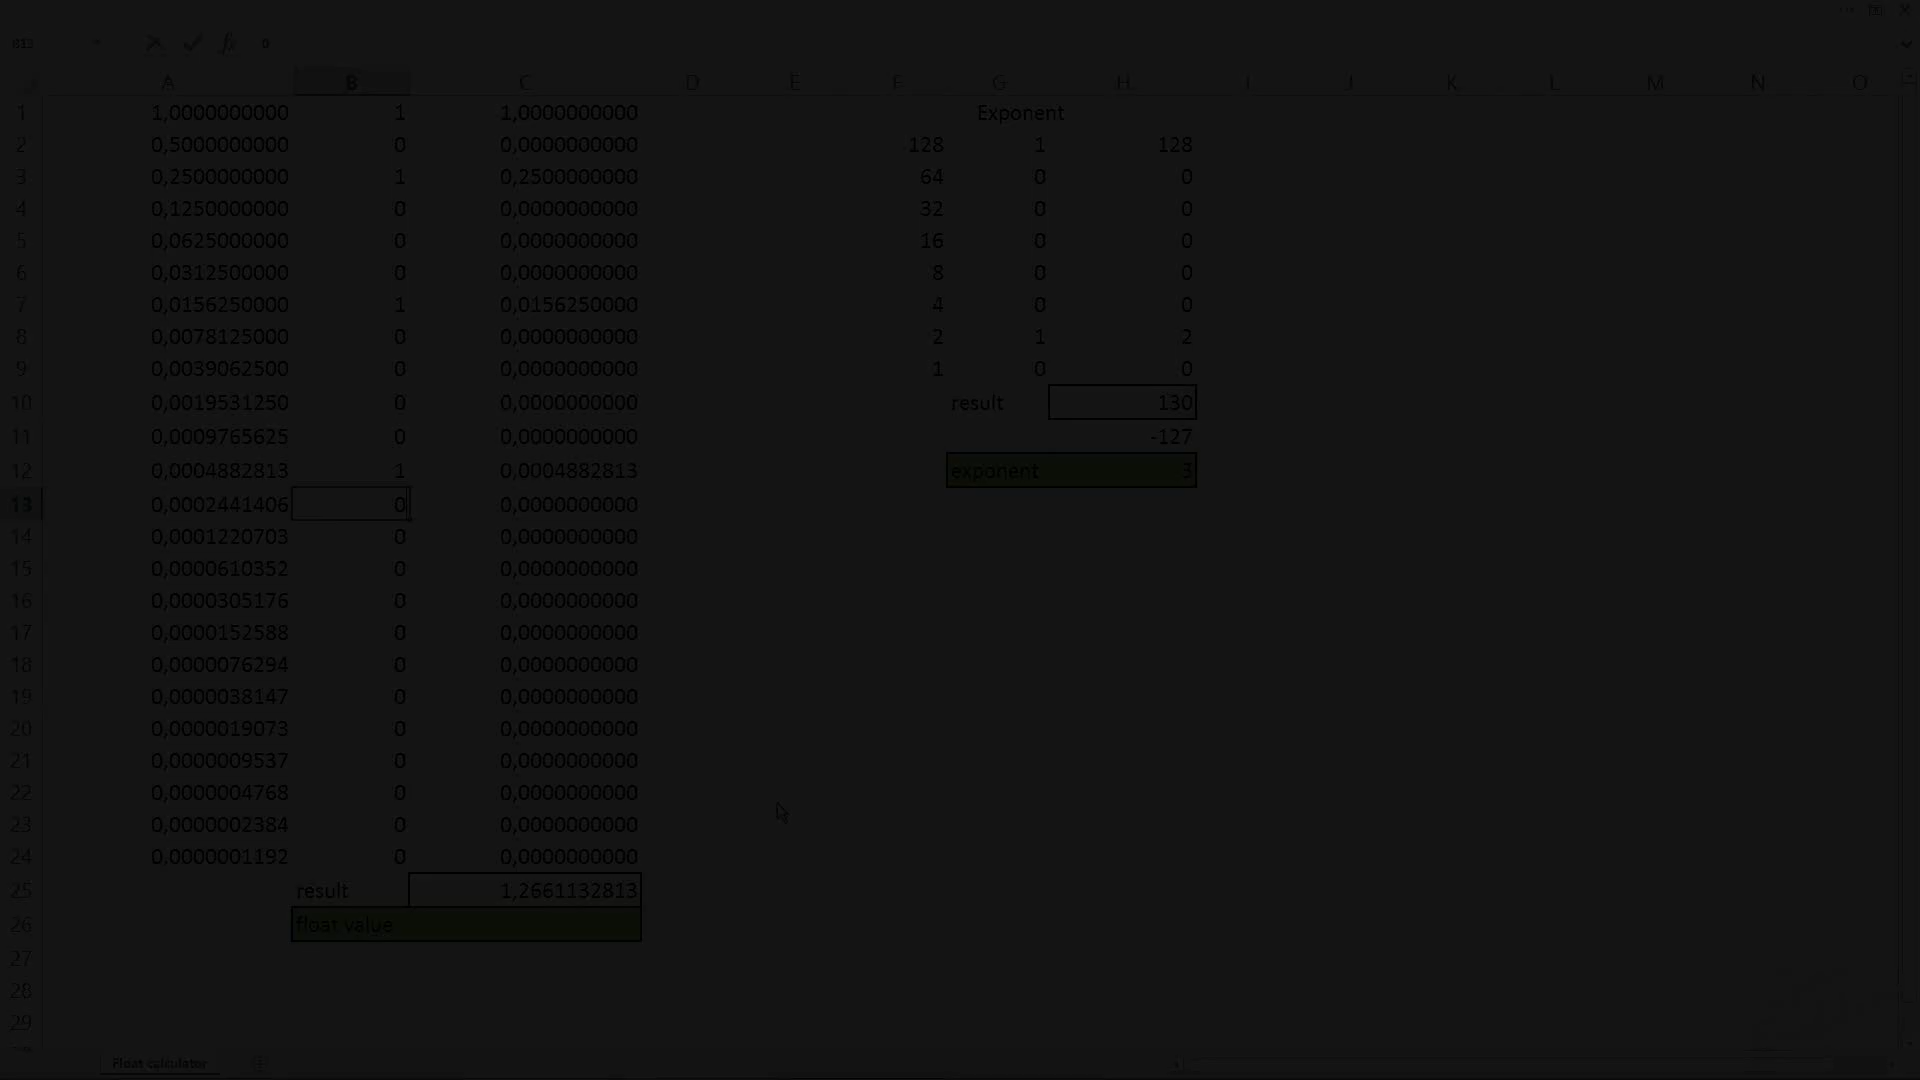 B13 fx 0
A B C D E F G H I J K L M N O
1 1,0000000000 1 1,0000000000 Exponent
2 0,5000000000 0 0,0000000000 128 1 128
3 0,2500000000 1 0,2500000000 64 0 0
4 0,1250000000 0 0,0000000000 32 0 0
5 0,0625000000 0 0,0000000000 16 0 0
6 0,0312500000 0 0,0000000000 8 0 0
7 0,0156250000 1 0,0156250000 4 0 0
8 0,0078125000 0 0,0000000000 2 1 2
9 0,0039062500 0 0,0000000000 1 0 0
10 0,0019531250 0 0,0000000000 result 130
11 0,0009765625 0 0,0000000000 -127
12 0,0004882813 1 0,0004882813 exponent 3
13 0,0002441406 0 0,0000000000
14 0,0001220703 0 0,0000000000
15 0,0000610352 0 0,0000000000
16 0,0000305176 0 0,0000000000
17 0,0000152588 0 0,0000000000
18 0,0000076294 0 0,0000000000
19 0,0000038147 0 0,0000000000
20 0,0000019073 0 0,0000000000
21 0,0000009537 0 0,0000000000
22 0,0000004768 0 0,0000000000
23 0,0000002384 0 0,0000000000
24 0,0000001192 0 0,0000000000
25 result 1,2661132813
26 float value
27
28
29
Float calculator